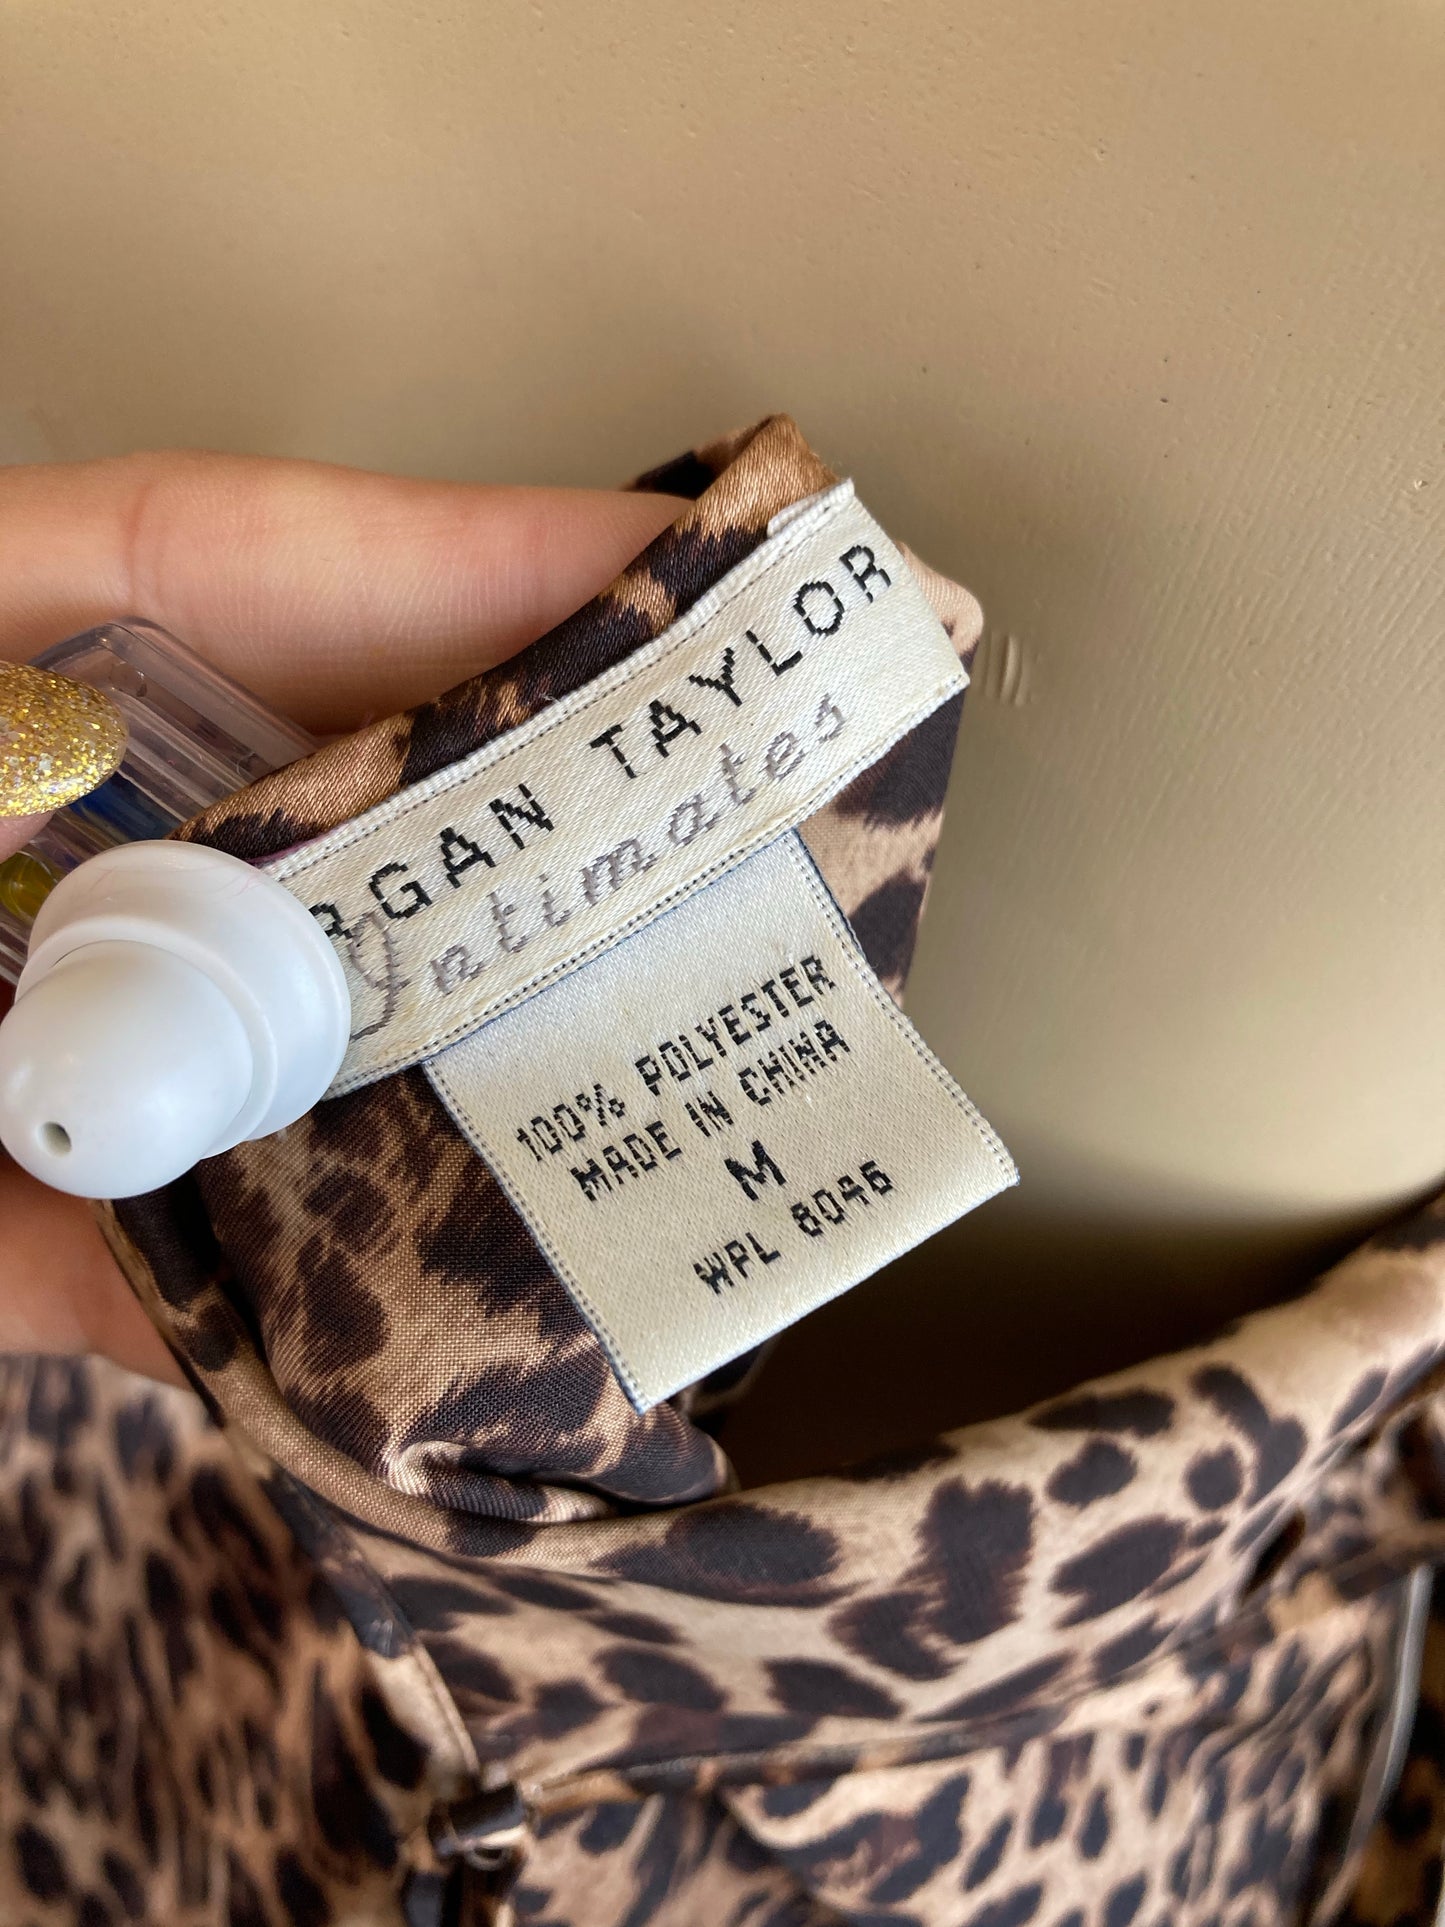 RGAN TAYLOR
Intimates
100% POLYESTER
MADE IN CHINA
M
WPL 8046